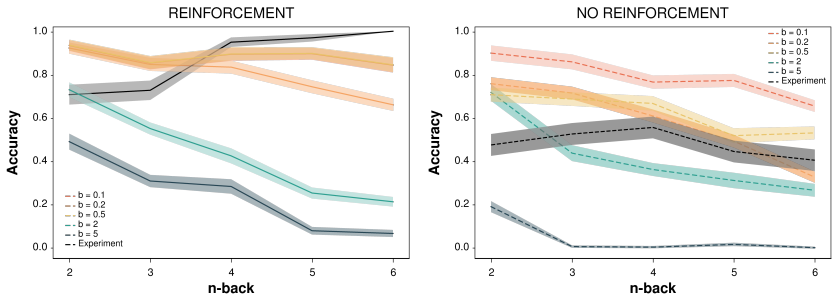 REINFORCEMENT
1.0
0.8
0.6
0.4
0.2
0.0
Accuracy
b = 0.1
b = 0.2
b = 0.5
b = 2
b = 5
Experiment
2 3 4 5 6
n-back
NO REINFORCEMENT
1.0
0.8
0.6
0.4
0.2
0.0
Accuracy
b = 0.1
b = 0.2
b = 0.5
b = 2
b = 5
Experiment
2 3 4 5 6
n-back